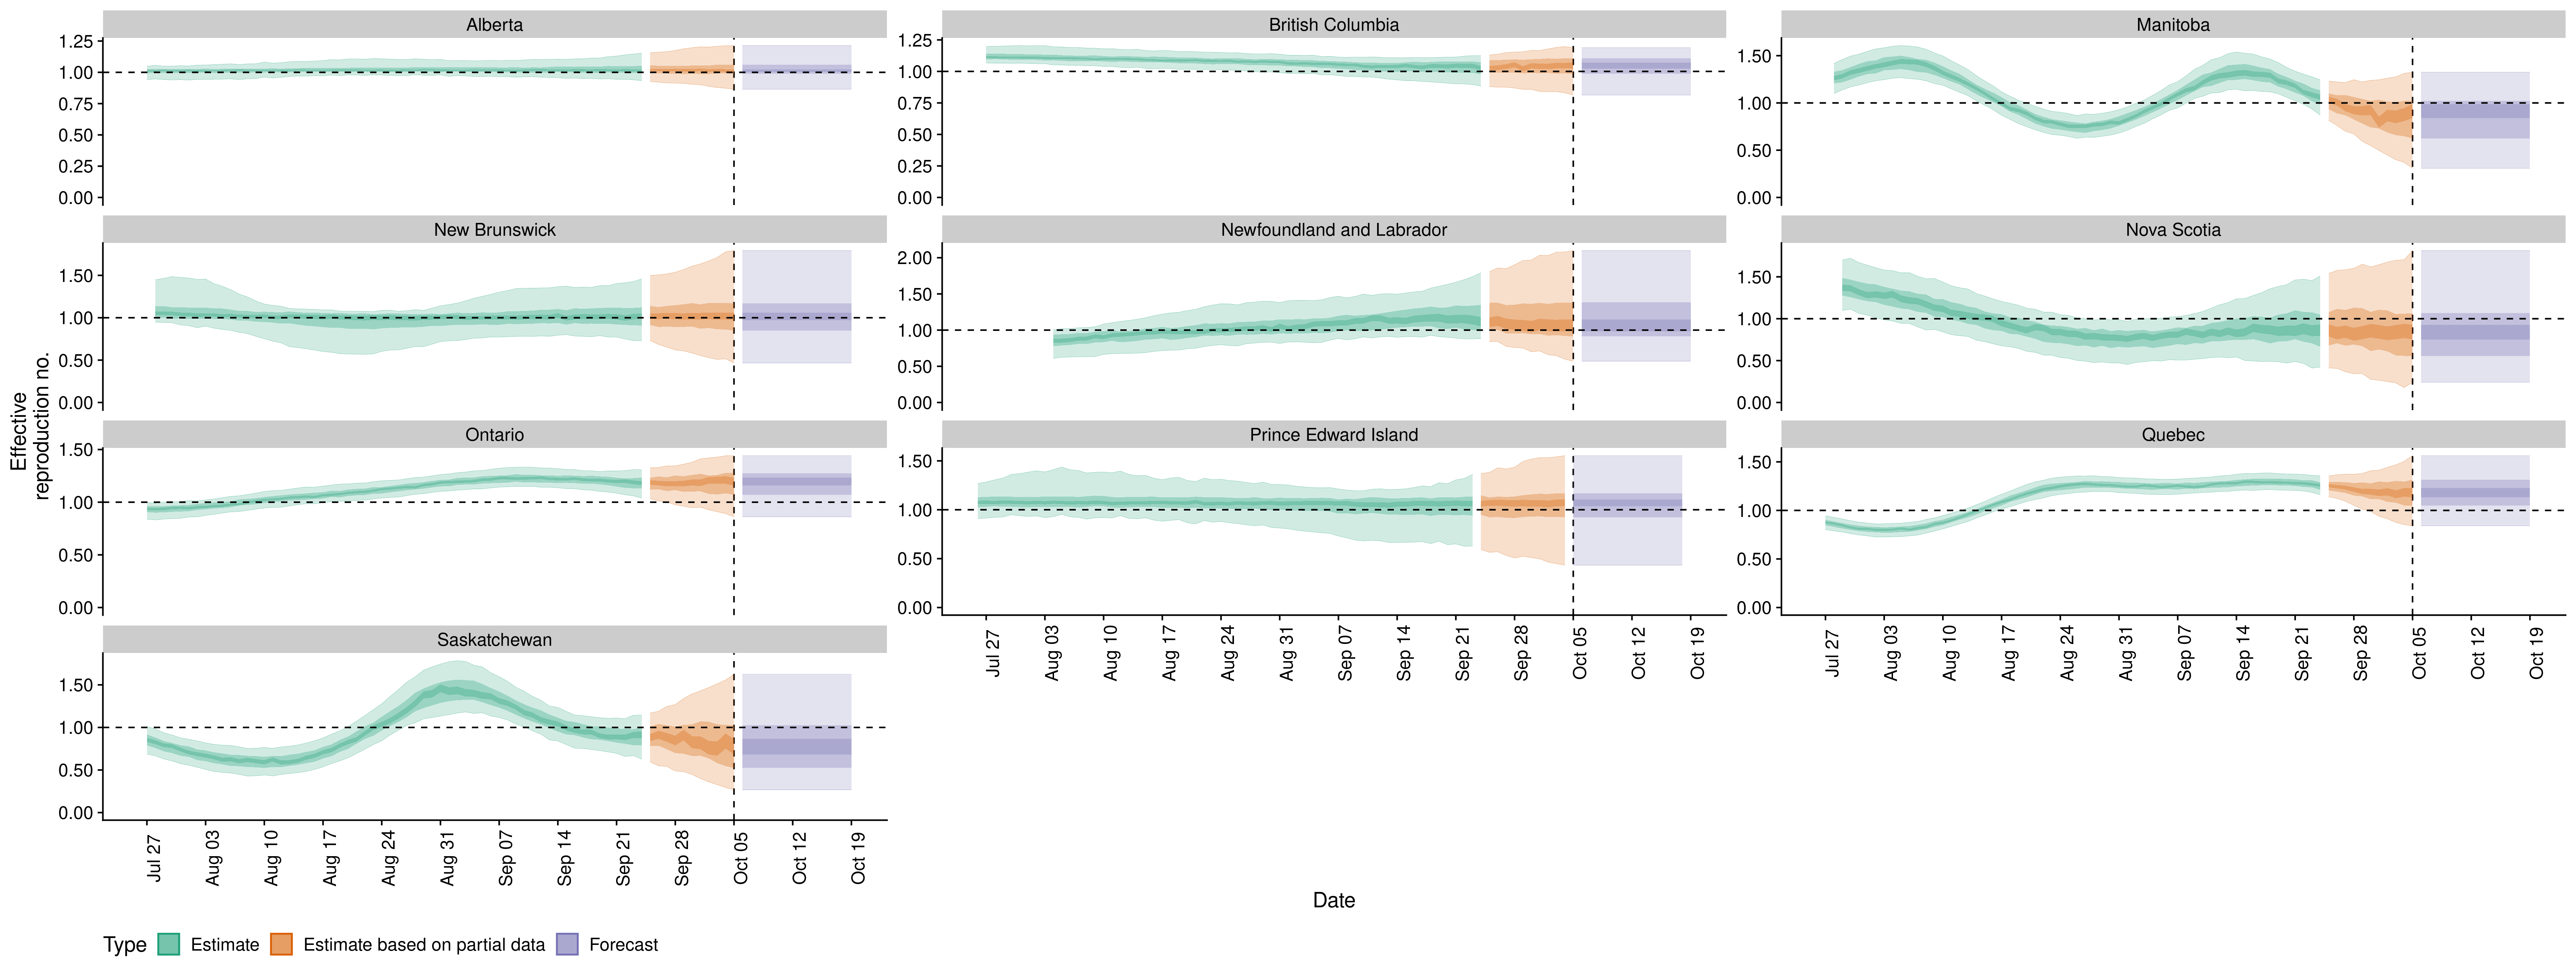 Alberta
British Columbia
Manitoba
1.25
1.00
0.75
0.50
0.25
0.00
1.25
1.00
0.75
0.50
0.25
0.00
1.50
1.00
0.50
0.00
New Brunswick
Newfoundland and Labrador
Nova Scotia
1.50
1.00
0.50
0.00
2.00
1.50
1.00
0.50
0.00
1.50
1.00
0.50
0.00
Effective
reproduction no.
Ontario
Prince Edward Island
Quebec
1.50
1.00
0.50
0.00
1.50
1.00
0.50
0.00
1.50
1.00
0.50
0.00
Jul 27
Aug 03
Aug 10
Aug 17
Aug 24
Aug 31
Sep 07
Sep 14
Sep 21
Sep 28
Oct 05
Oct 12
Oct 19
Jul 27
Aug 03
Aug 10
Aug 17
Aug 24
Aug 31
Sep 07
Sep 14
Sep 21
Sep 28
Oct 05
Oct 12
Oct 19
Saskatchewan
1.50
1.00
0.50
0.00
Jul 27
Aug 03
Aug 10
Aug 17
Aug 24
Aug 31
Sep 07
Sep 14
Sep 21
Sep 28
Oct 05
Oct 12
Oct 19
Date
Type Estimate Estimate based on partial data Forecast